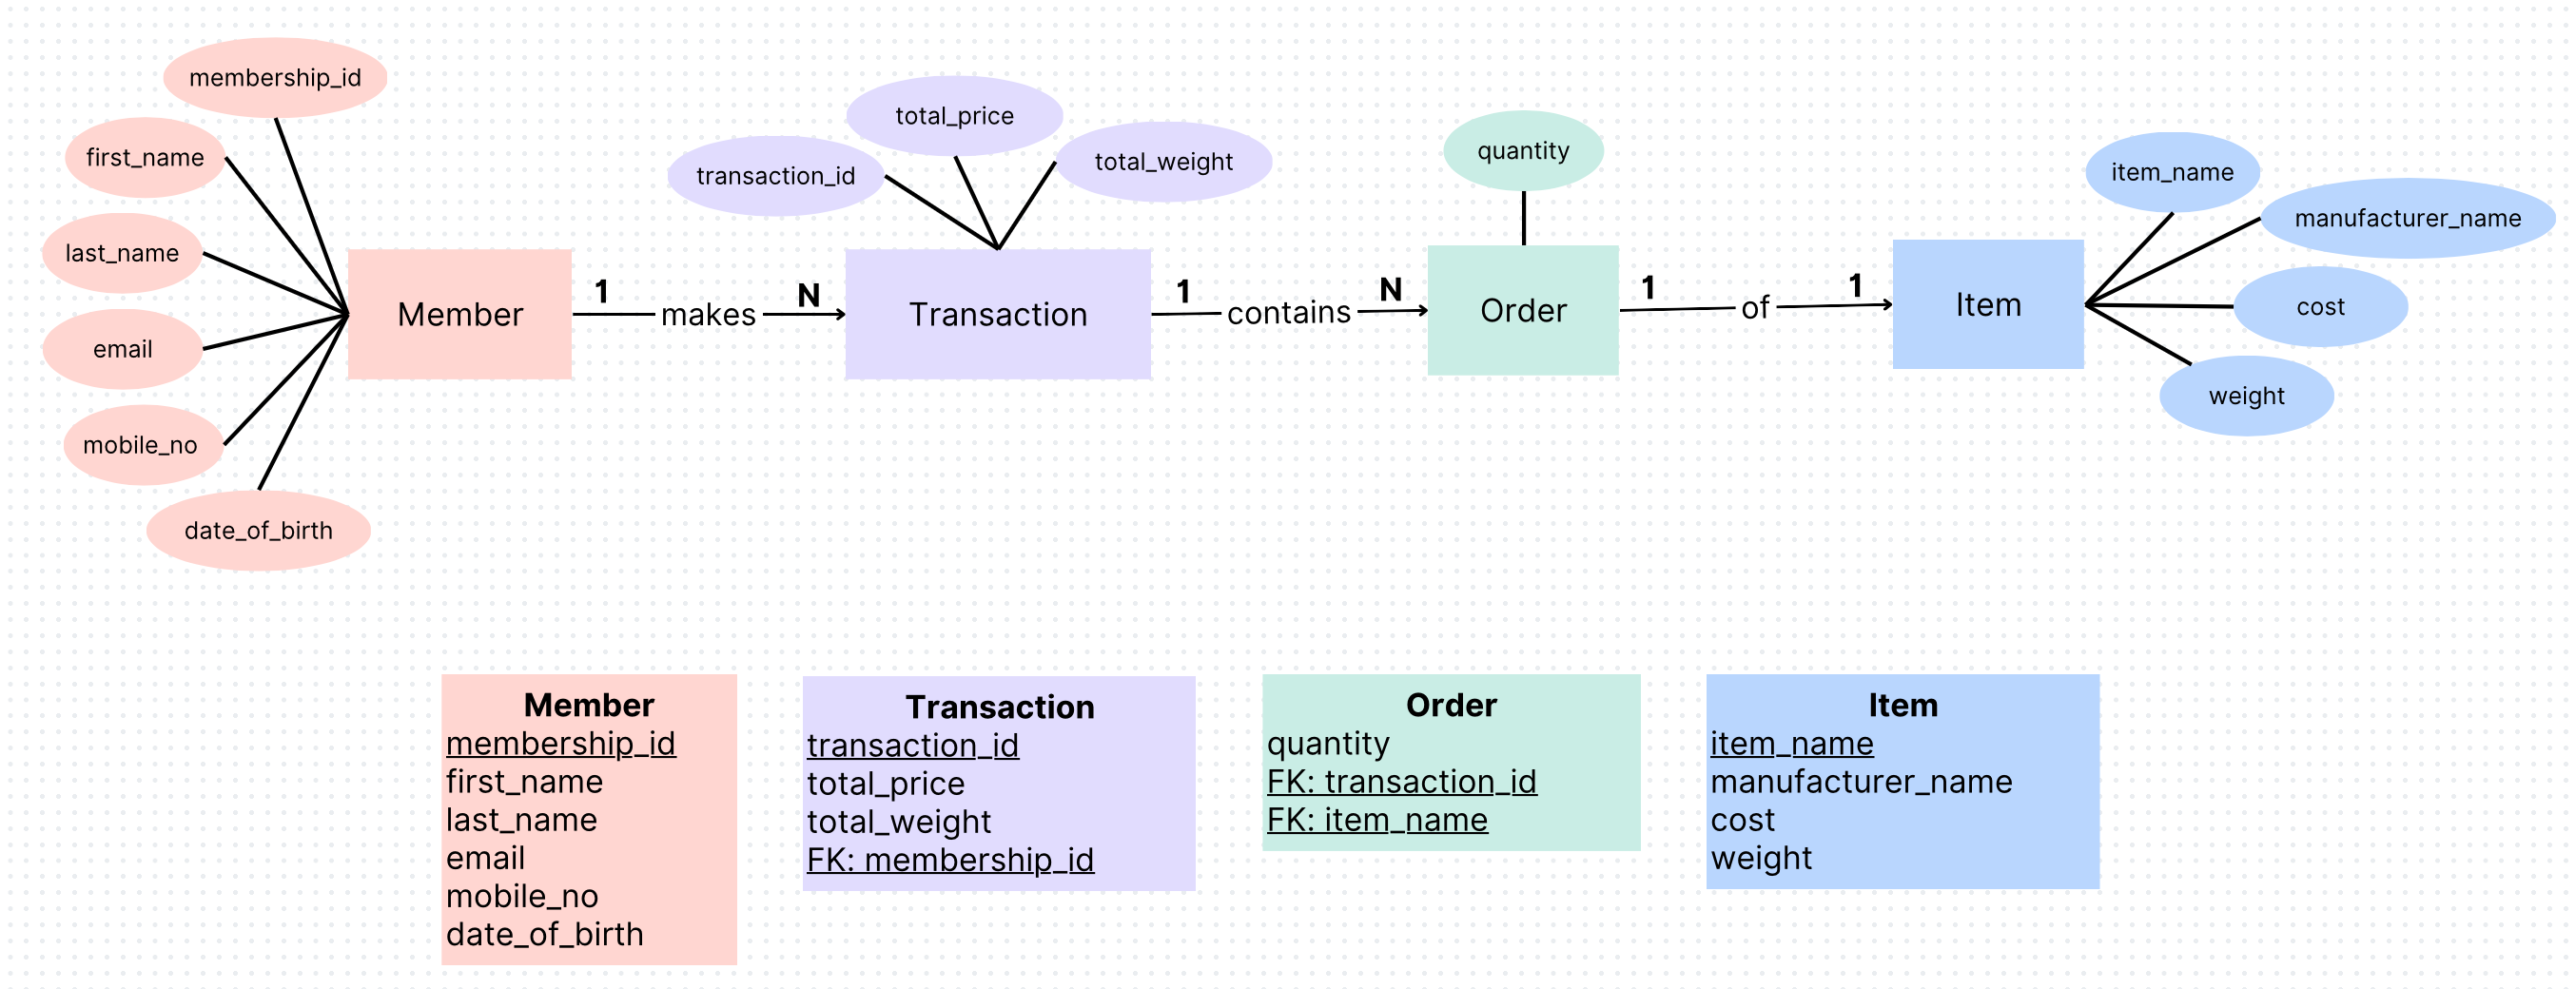 membership_id
first_name
last_name
email
mobile_no
date_of_birth
Member
1
makes
N
transaction_id
total_price
total_weight
Transaction
1
contains
N
quantity
Order
1
of
1
Item
item_name
manufacturer_name
cost
weight
Member
membership_id
first_name
last_name
email
mobile_no
date_of_birth
Transaction
transaction_id
total_price
total_weight
FK: membership_id
Order
quantity
FK: transaction_id
FK: item_name
Item
item_name
manufacturer_name
cost
weight